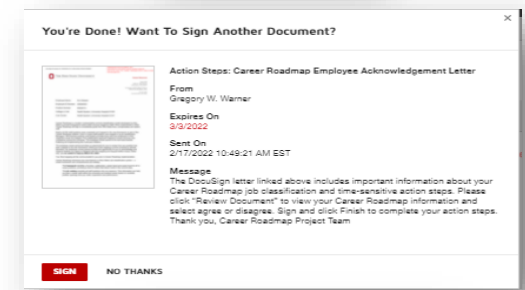 You're Done! Want To Sign Another Document?
×
Action Steps: Career Roadmap Employee Acknowledgement Letter
From
Gregory W. Warner
Expires On
3/3/2022
Sent On
2/17/2022 10:49:21 AM EST
Message
The DocuSign letter linked above includes important information about your
Career Roadmap job classification and time-sensitive action steps. Please
click "Review Document" to view your Career Roadmap information and
select agree or disagree. Sign and click Finish to complete your action steps.
Thank you, Career Roadmap Project Team
SIGN NO THANKS